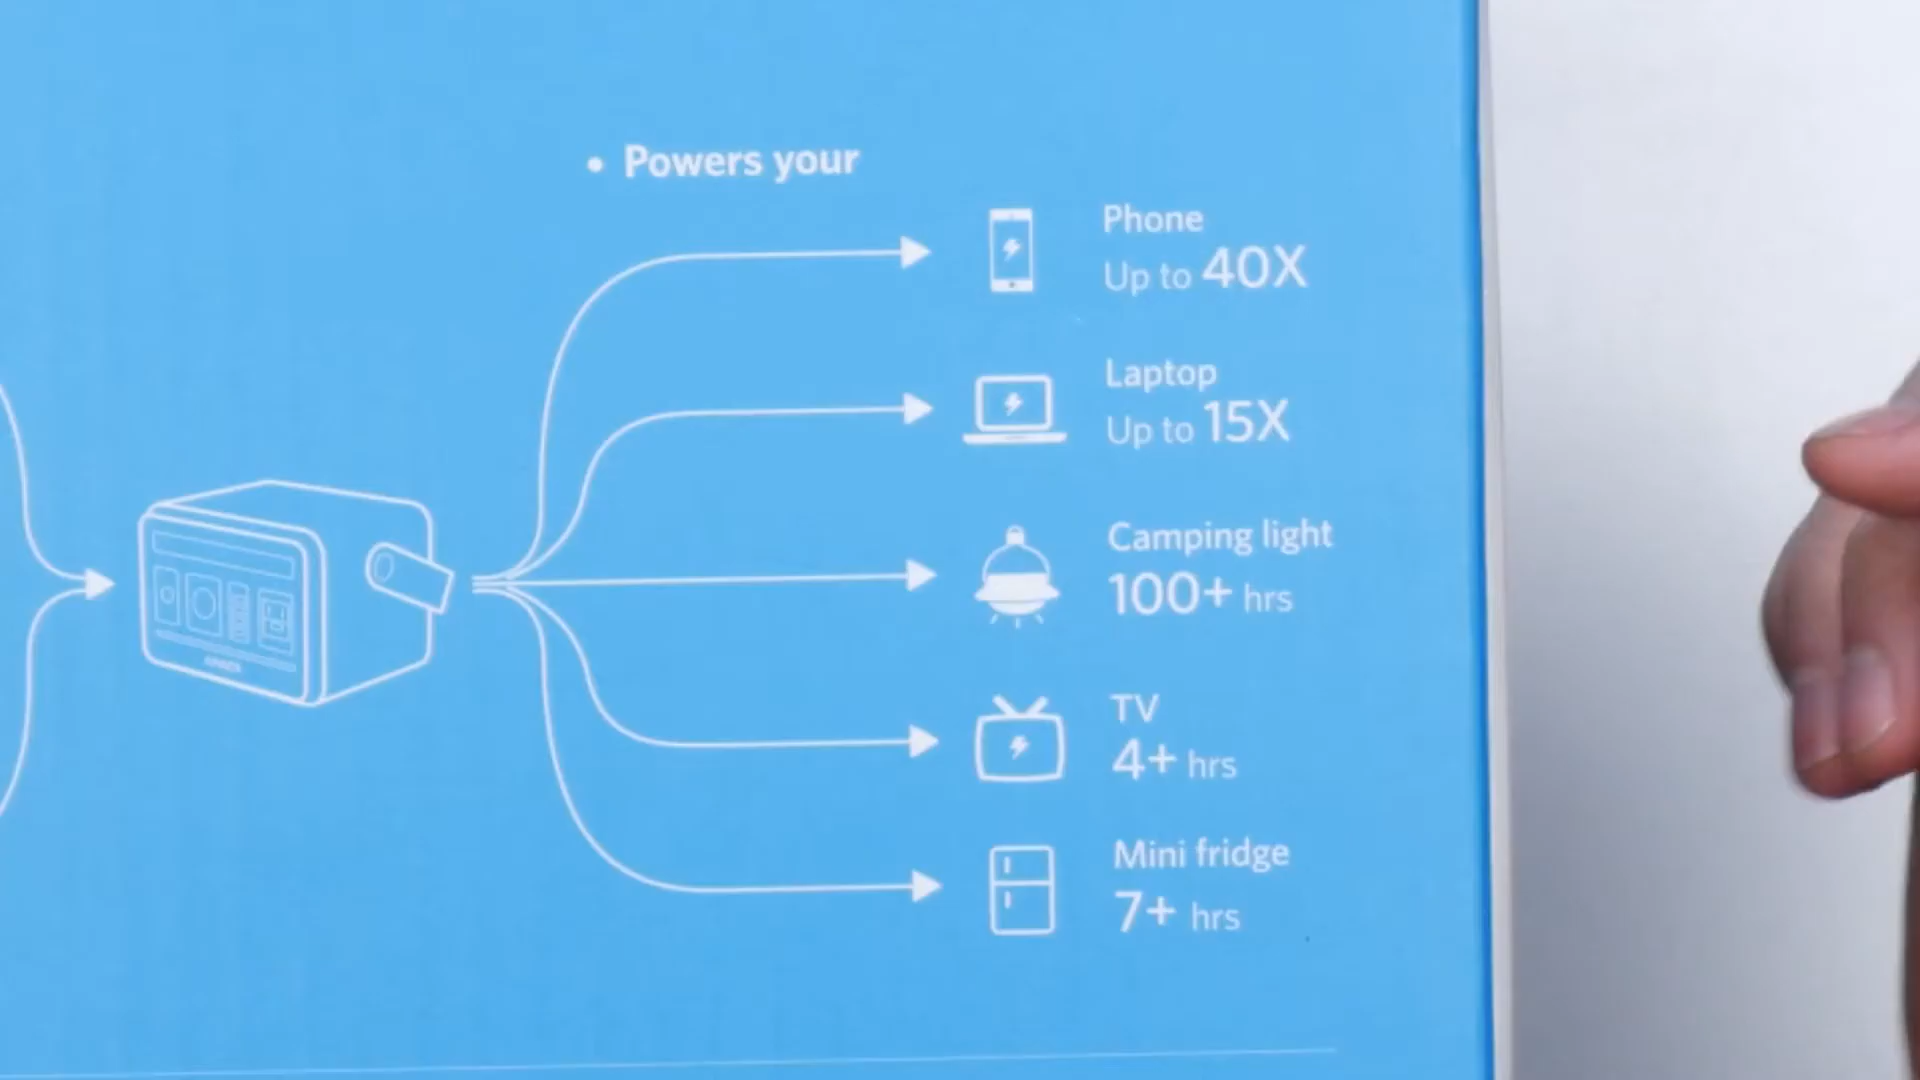 • Powers your
Phone
Up to 40X
Laptop
Up to 15X
Camping light
100+ hrs
TV
4+ hrs
Mini fridge
7+ hrs